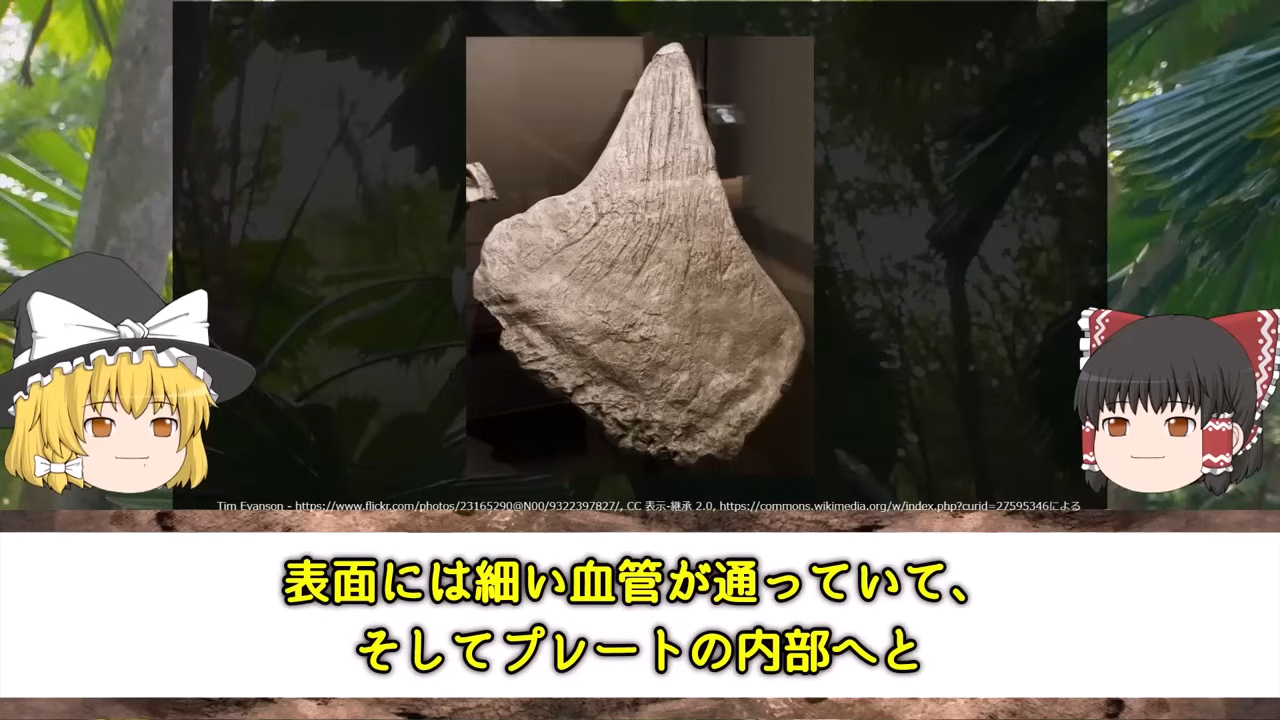 Tim Evanson - https://www.flickr.com/photos/23165290@N00/9322397827/, CC 表示-継承 2.0, https://commons.wikimedia.org/w/index.php?curid=27595346による
表面には細い血管が通っていて、
そしてプレートの内部へと